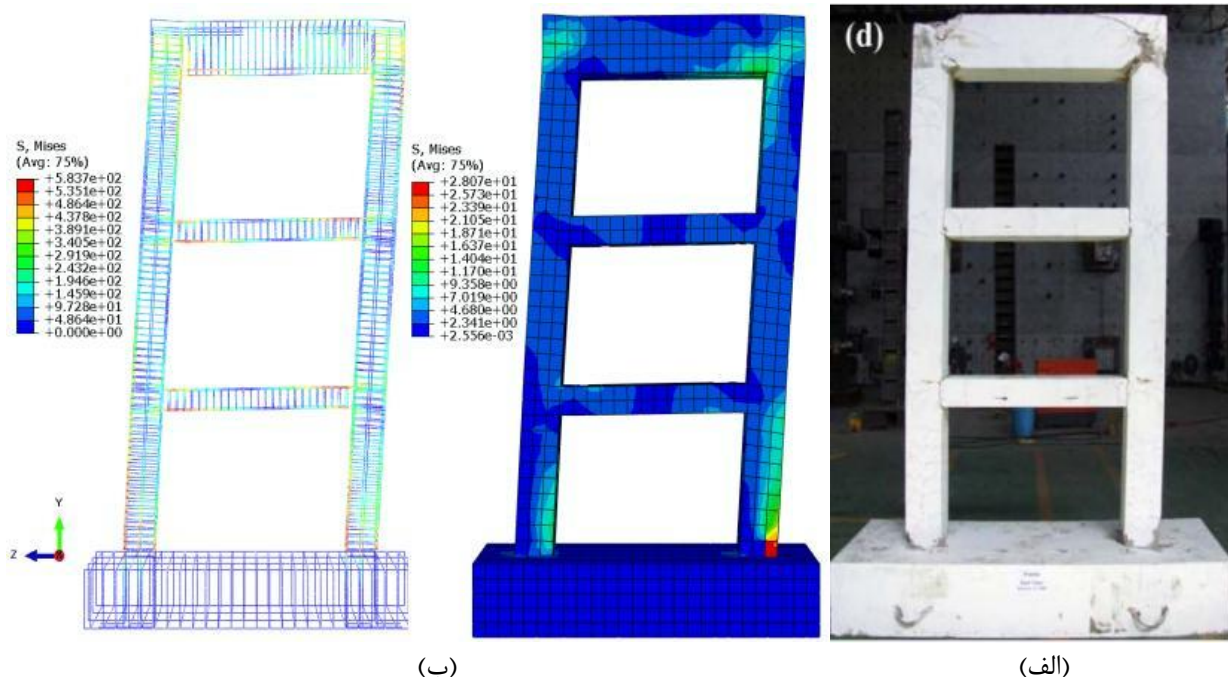 (d)
S, Mises
(Avg: 75%)
+5.837e+02
+5.351e+02
+4.864e+02
+4.378e+02
+3.891e+02
+3.405e+02
+2.919e+02
+2.432e+02
+1.946e+02
+1.459e+02
+9.728e+01
+4.864e+01
+0.000e+00
S, Mises
(Avg: 75%)
+2.807e+01
+2.573e+01
+2.339e+01
+2.105e+01
+1.871e+01
+1.637e+01
+1.404e+01
+1.170e+01
+9.358e+00
+7.019e+00
+4.680e+00
+2.341e+00
+2.556e-03
Y
Z
(ب)
(الف)